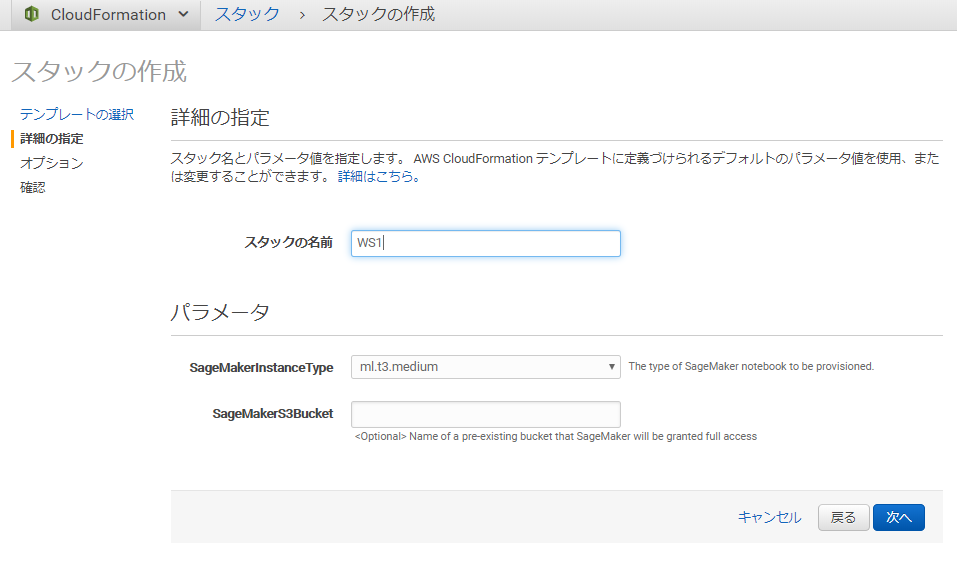 CloudFormation スタック スタックの作成
スタックの作成
テンプレートの選択
詳細の指定
オプション
確認
詳細の指定
スタック名とパラメータ値を指定します。 AWS CloudFormation テンプレートに定義づけられるデフォルトのパラメータ値を使用、また
は変更することができます。 詳細はこちら。
スタックの名前 WS1
パラメータ
SageMakerInstanceType ml.t3.medium The type of SageMaker notebook to be provisioned.
SageMakerS3Bucket
<Optional> Name of a pre-existing bucket that SageMaker will be granted full access
キャンセル 戻る 次へ